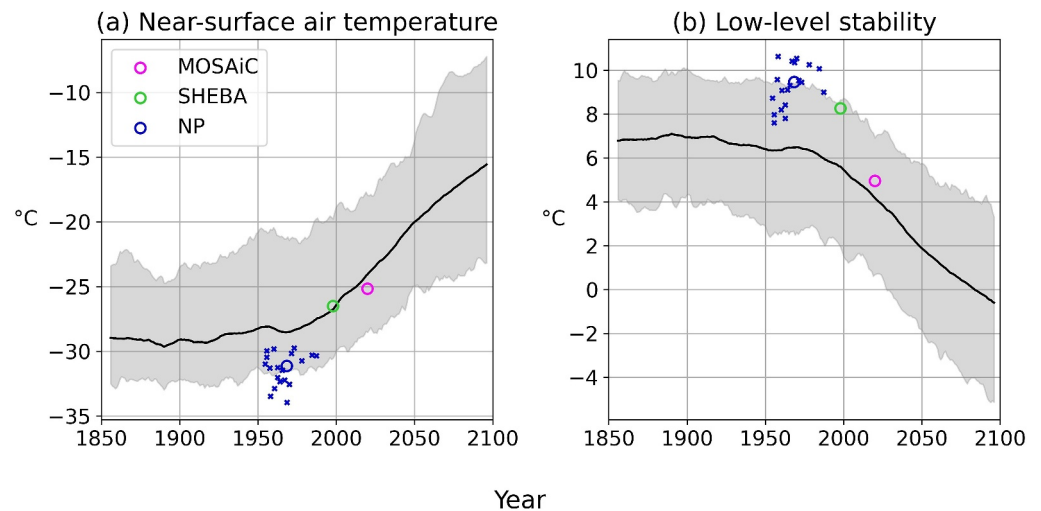 (a) Near-surface air temperature
(b) Low-level stability
MOSAiC
SHEBA
NP
−10
−15
−20
−25
−30
−35
°C
1850 1900 1950 2000 2050 2100
10
8
6
4
2
0
−2
−4
°C
1850 1900 1950 2000 2050 2100
Year